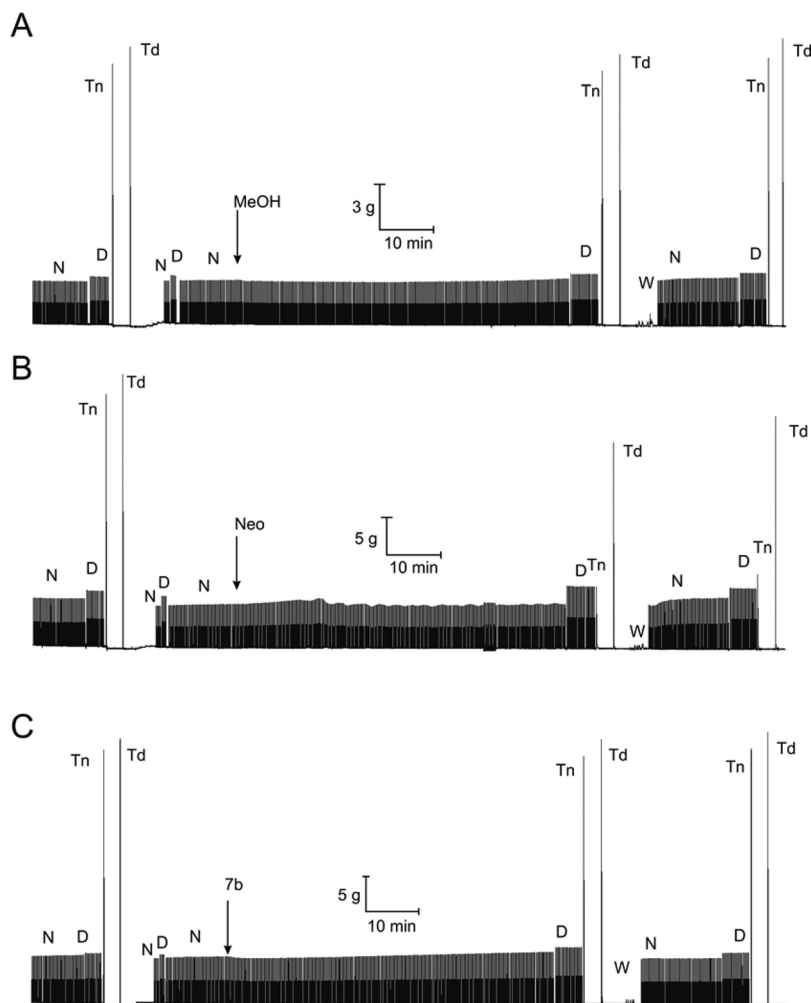 A
Tn Td Tn Td Tn Td
3 g
10 min
MeOH
N D N D N D W N D
B
Tn Td Td Td
5 g
10 min
Neo
N D N D N D Tn W N D Tn
C
Tn Td Tn Td Tn Td
5 g
10 min
7b
N D N D N D W N D